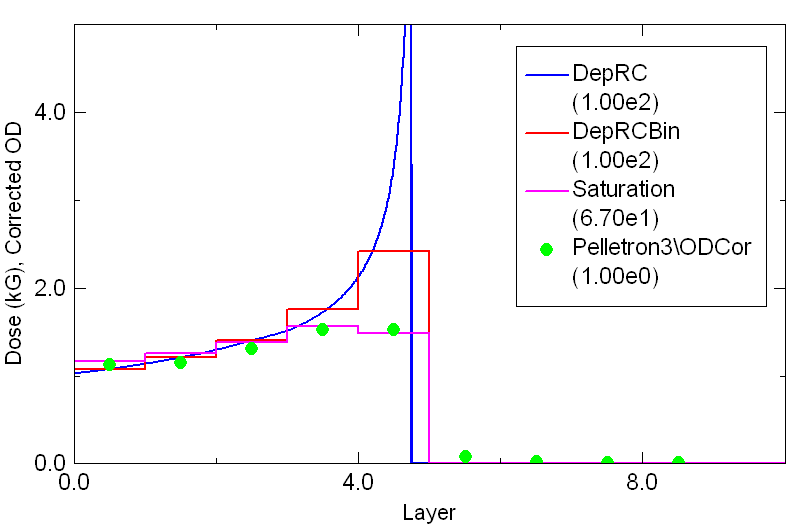 DepRC
(1.00e2)
DepRCBin
(1.00e2)
Saturation
(6.70e1)
Pelletron3\ODCor
(1.00e0)
Dose (kG), Corrected OD
4.0
2.0
0.0
0.0 4.0 8.0
Layer